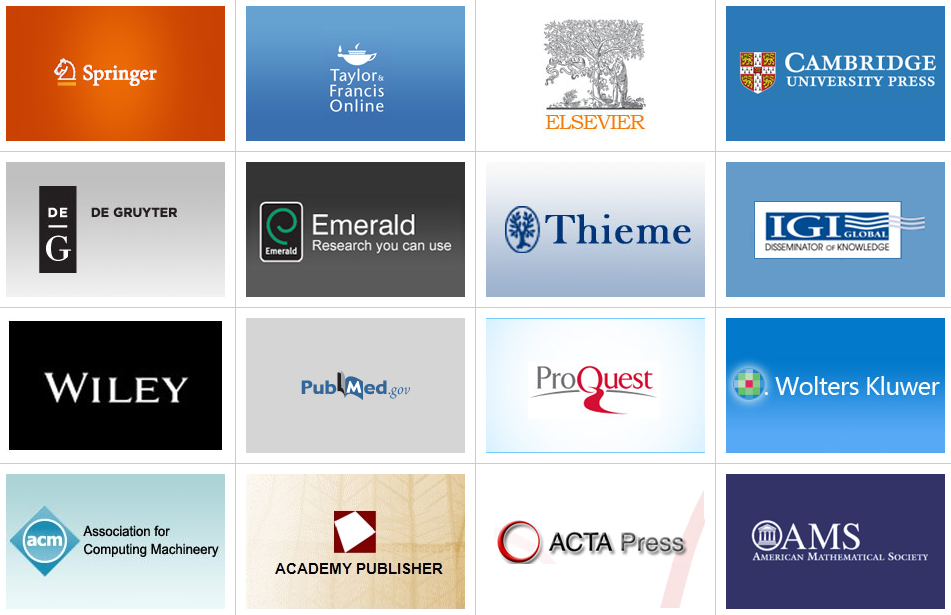 Springer
Taylor &
Francis
Online
ELSEVIER
CAMBRIDGE
UNIVERSITY PRESS
DE
G
DE GRUYTER
Emerald
Emerald
Research you can use
Thieme
IGI
GLOBAL
DISSEMINATOR OF KNOWLEDGE
WILEY
PubMed.gov
ProQuest
Wolters Kluwer
acm
Association for
Computing Machineery
ACADEMY PUBLISHER
ACTA Press
AMS
AMERICAN MATHEMATICAL SOCIETY